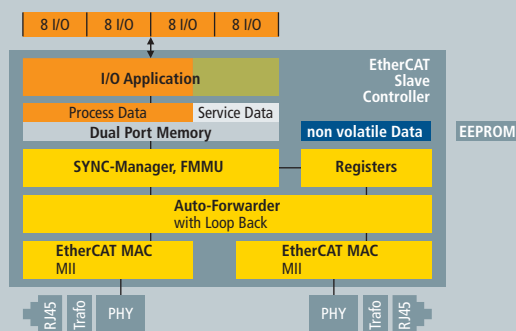 8 I/O 8 I/O 8 I/O 8 I/O
EtherCAT
Slave
Controller
I/O Application
Process Data Service Data
Dual Port Memory
non volatile Data
EEPROM
SYNC-Manager, FMMU
Registers
Auto-Forwarder
with Loop Back
EtherCAT MAC
MII
EtherCAT MAC
MII
RJ45 Trafo PHY PHY Trafo RJ45